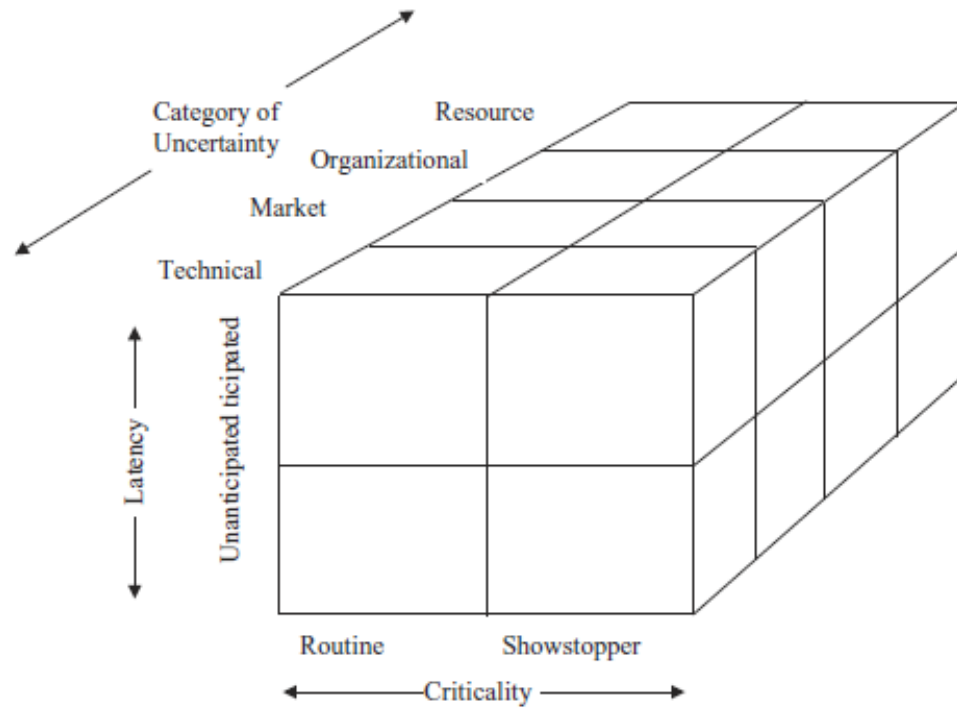 Category of
Uncertainty
Resource
Organizational
Market
Technical
Latency
Unanticipated ticipated
Routine
Showstopper
Criticality